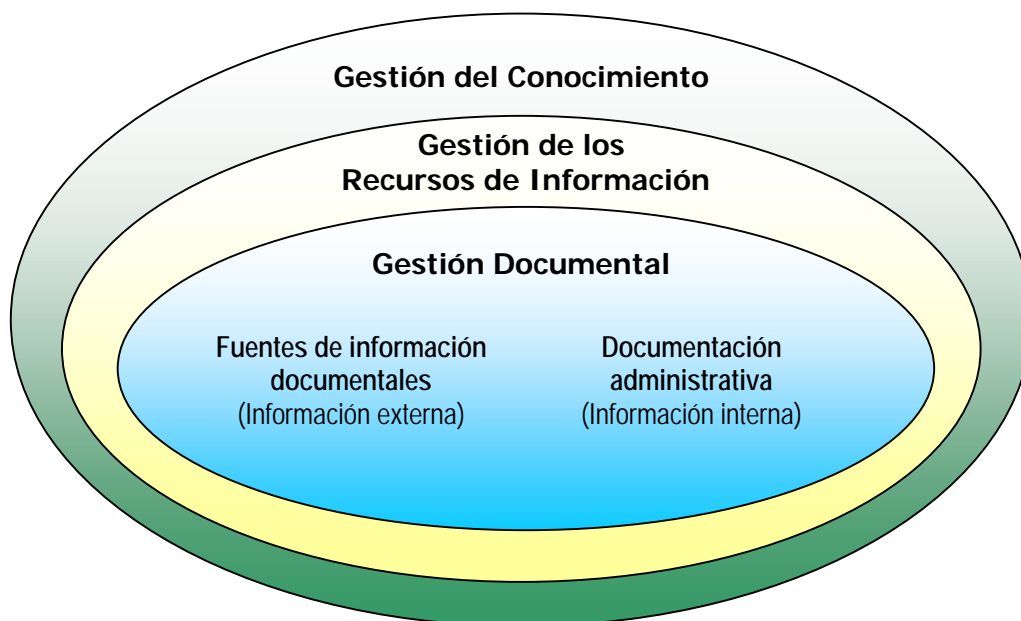 Gestión del Conocimiento
Gestión de los
Recursos de Información
Gestión Documental
Fuentes de información
documentales
(Información externa)
Documentación
administrativa
(Información interna)